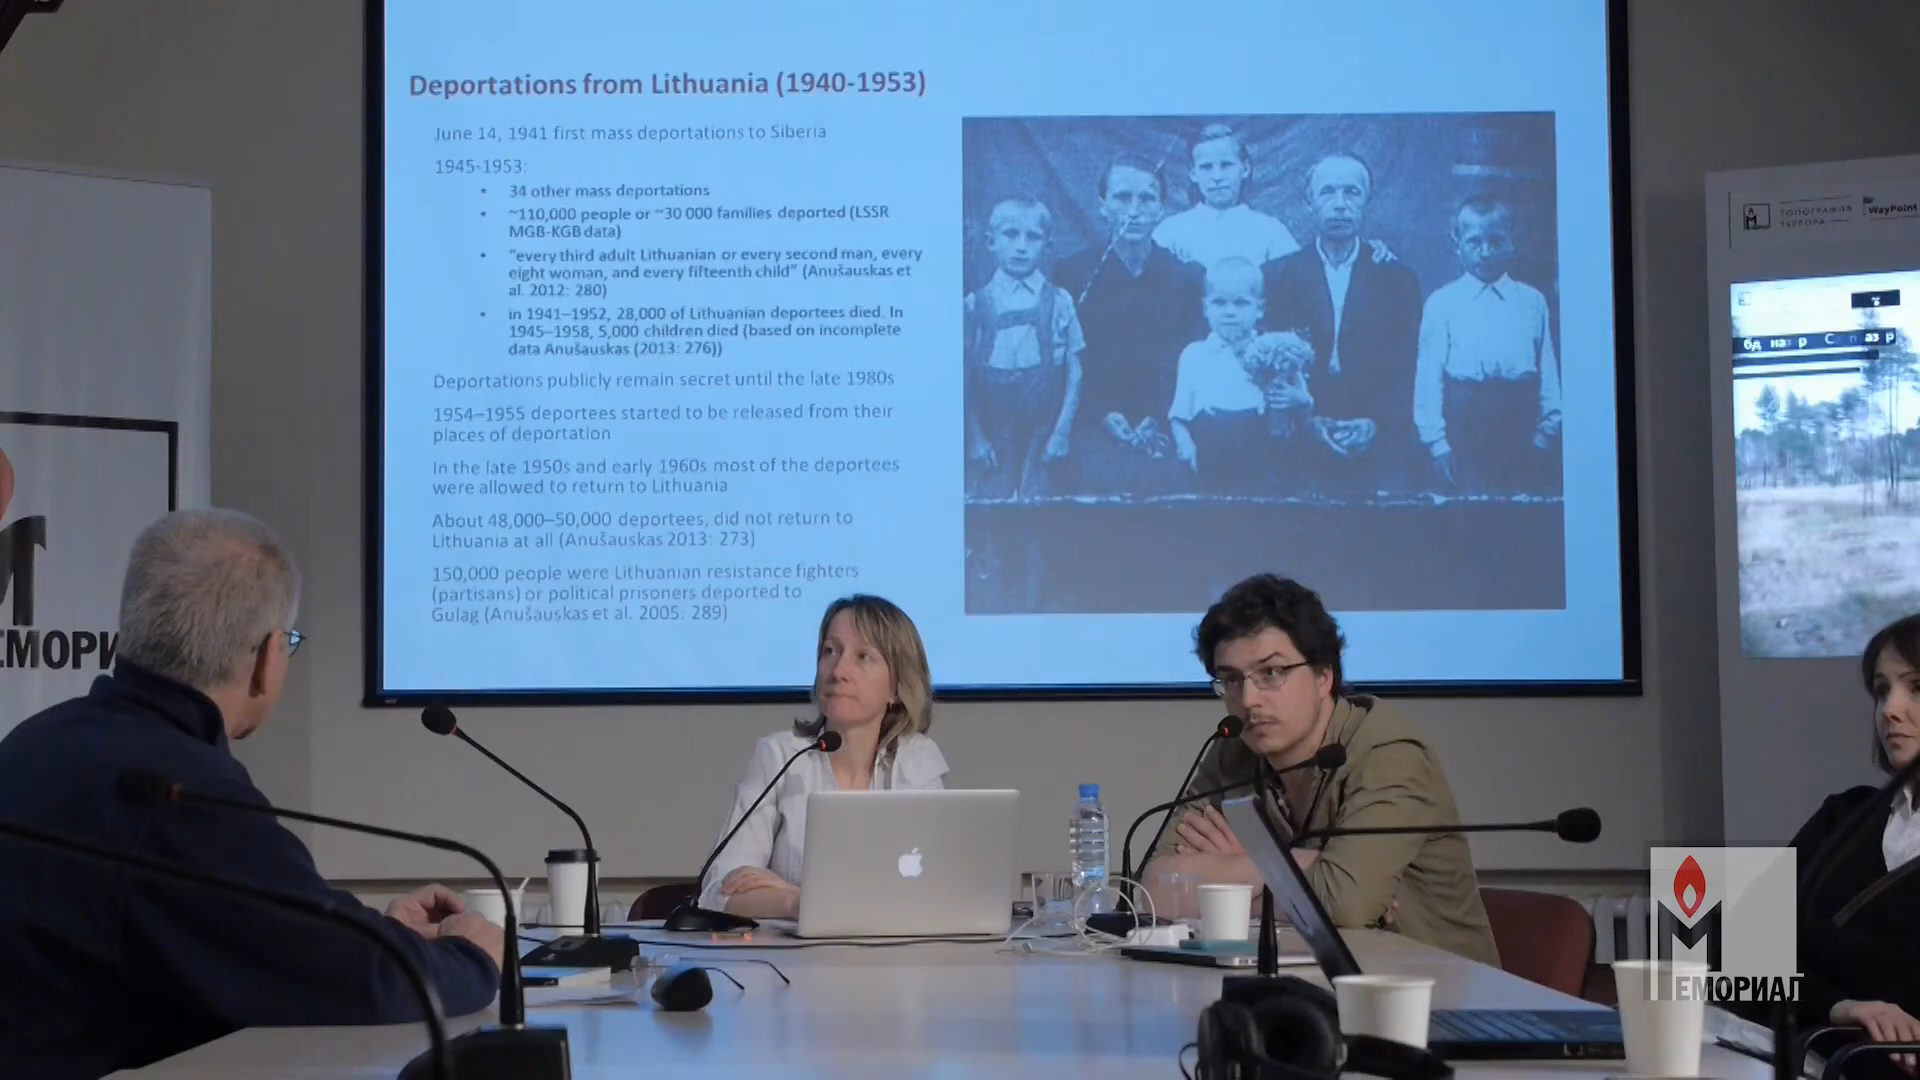 Deportations from Lithuania (1940-1953)
June 14, 1941 first mass deportations to Siberia
1945-1953:
• 34 other mass deportations
• ~110,000 people or ~30 000 families deported (LSSR
MGB-KGB data)
• "every third adult Lithuanian or every second man, every
eight woman, and every fifteenth child" (Anušauskas et
al. 2012: 280)
• in 1941–1952, 28,000 of Lithuanian deportees died. In
1945–1958, 5,000 children died (based on incomplete
data Anušauskas (2013: 276))
Deportations publicly remain secret until the late 1980s
1954–1955 deportees started to be released from their
places of deportation
In the late 1950s and early 1960s most of the deportees
were allowed to return to Lithuania
About 48,000–50,000 deportees, did not return to
Lithuania at all (Anušauskas 2013: 273)
150,000 people were Lithuanian resistance fighters
(partisans) or political prisoners deported to
Gulag (Anušauskas et al. 2005: 289)
ЕМОРИ
ТОПОГРАФИЯ
ТЕРРОРА
WayPoint
МЕМОРИАЛ